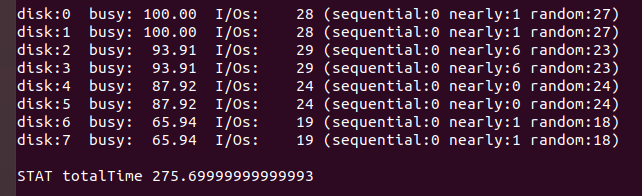 disk:0  busy: 100.00  I/Os:    28 (sequential:0 nearly:1 random:27)
disk:1  busy: 100.00  I/Os:    28 (sequential:0 nearly:1 random:27)
disk:2  busy:  93.91  I/Os:    29 (sequential:0 nearly:6 random:23)
disk:3  busy:  93.91  I/Os:    29 (sequential:0 nearly:6 random:23)
disk:4  busy:  87.92  I/Os:    24 (sequential:0 nearly:0 random:24)
disk:5  busy:  87.92  I/Os:    24 (sequential:0 nearly:0 random:24)
disk:6  busy:  65.94  I/Os:    19 (sequential:0 nearly:1 random:18)
disk:7  busy:  65.94  I/Os:    19 (sequential:0 nearly:1 random:18)
STAT totalTime 275.69999999999993